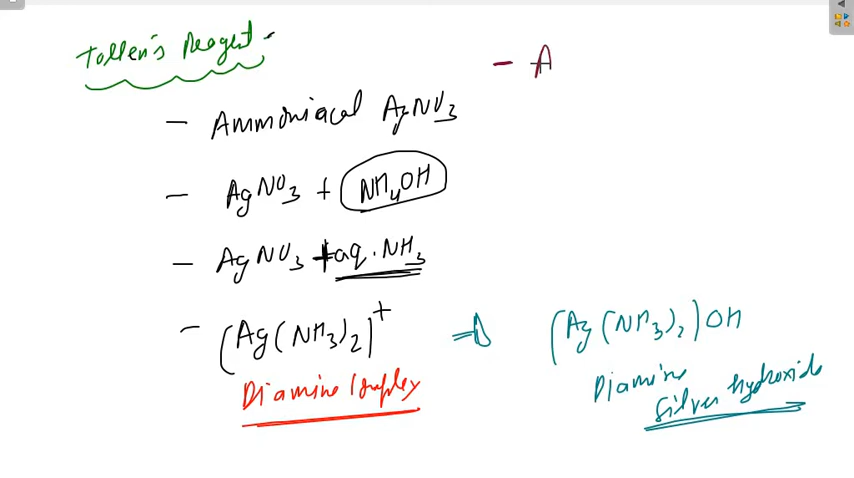 Tollen's Reagent
- A
- Ammoniacal AgNO3
- AgNO3 + NH4OH
- AgNO3 + aq. NH3
- (Ag(NH3)2)+ ⇒ (Ag(NH3)2)OH
Diamine Complex
Diamine
Silver hydroxide